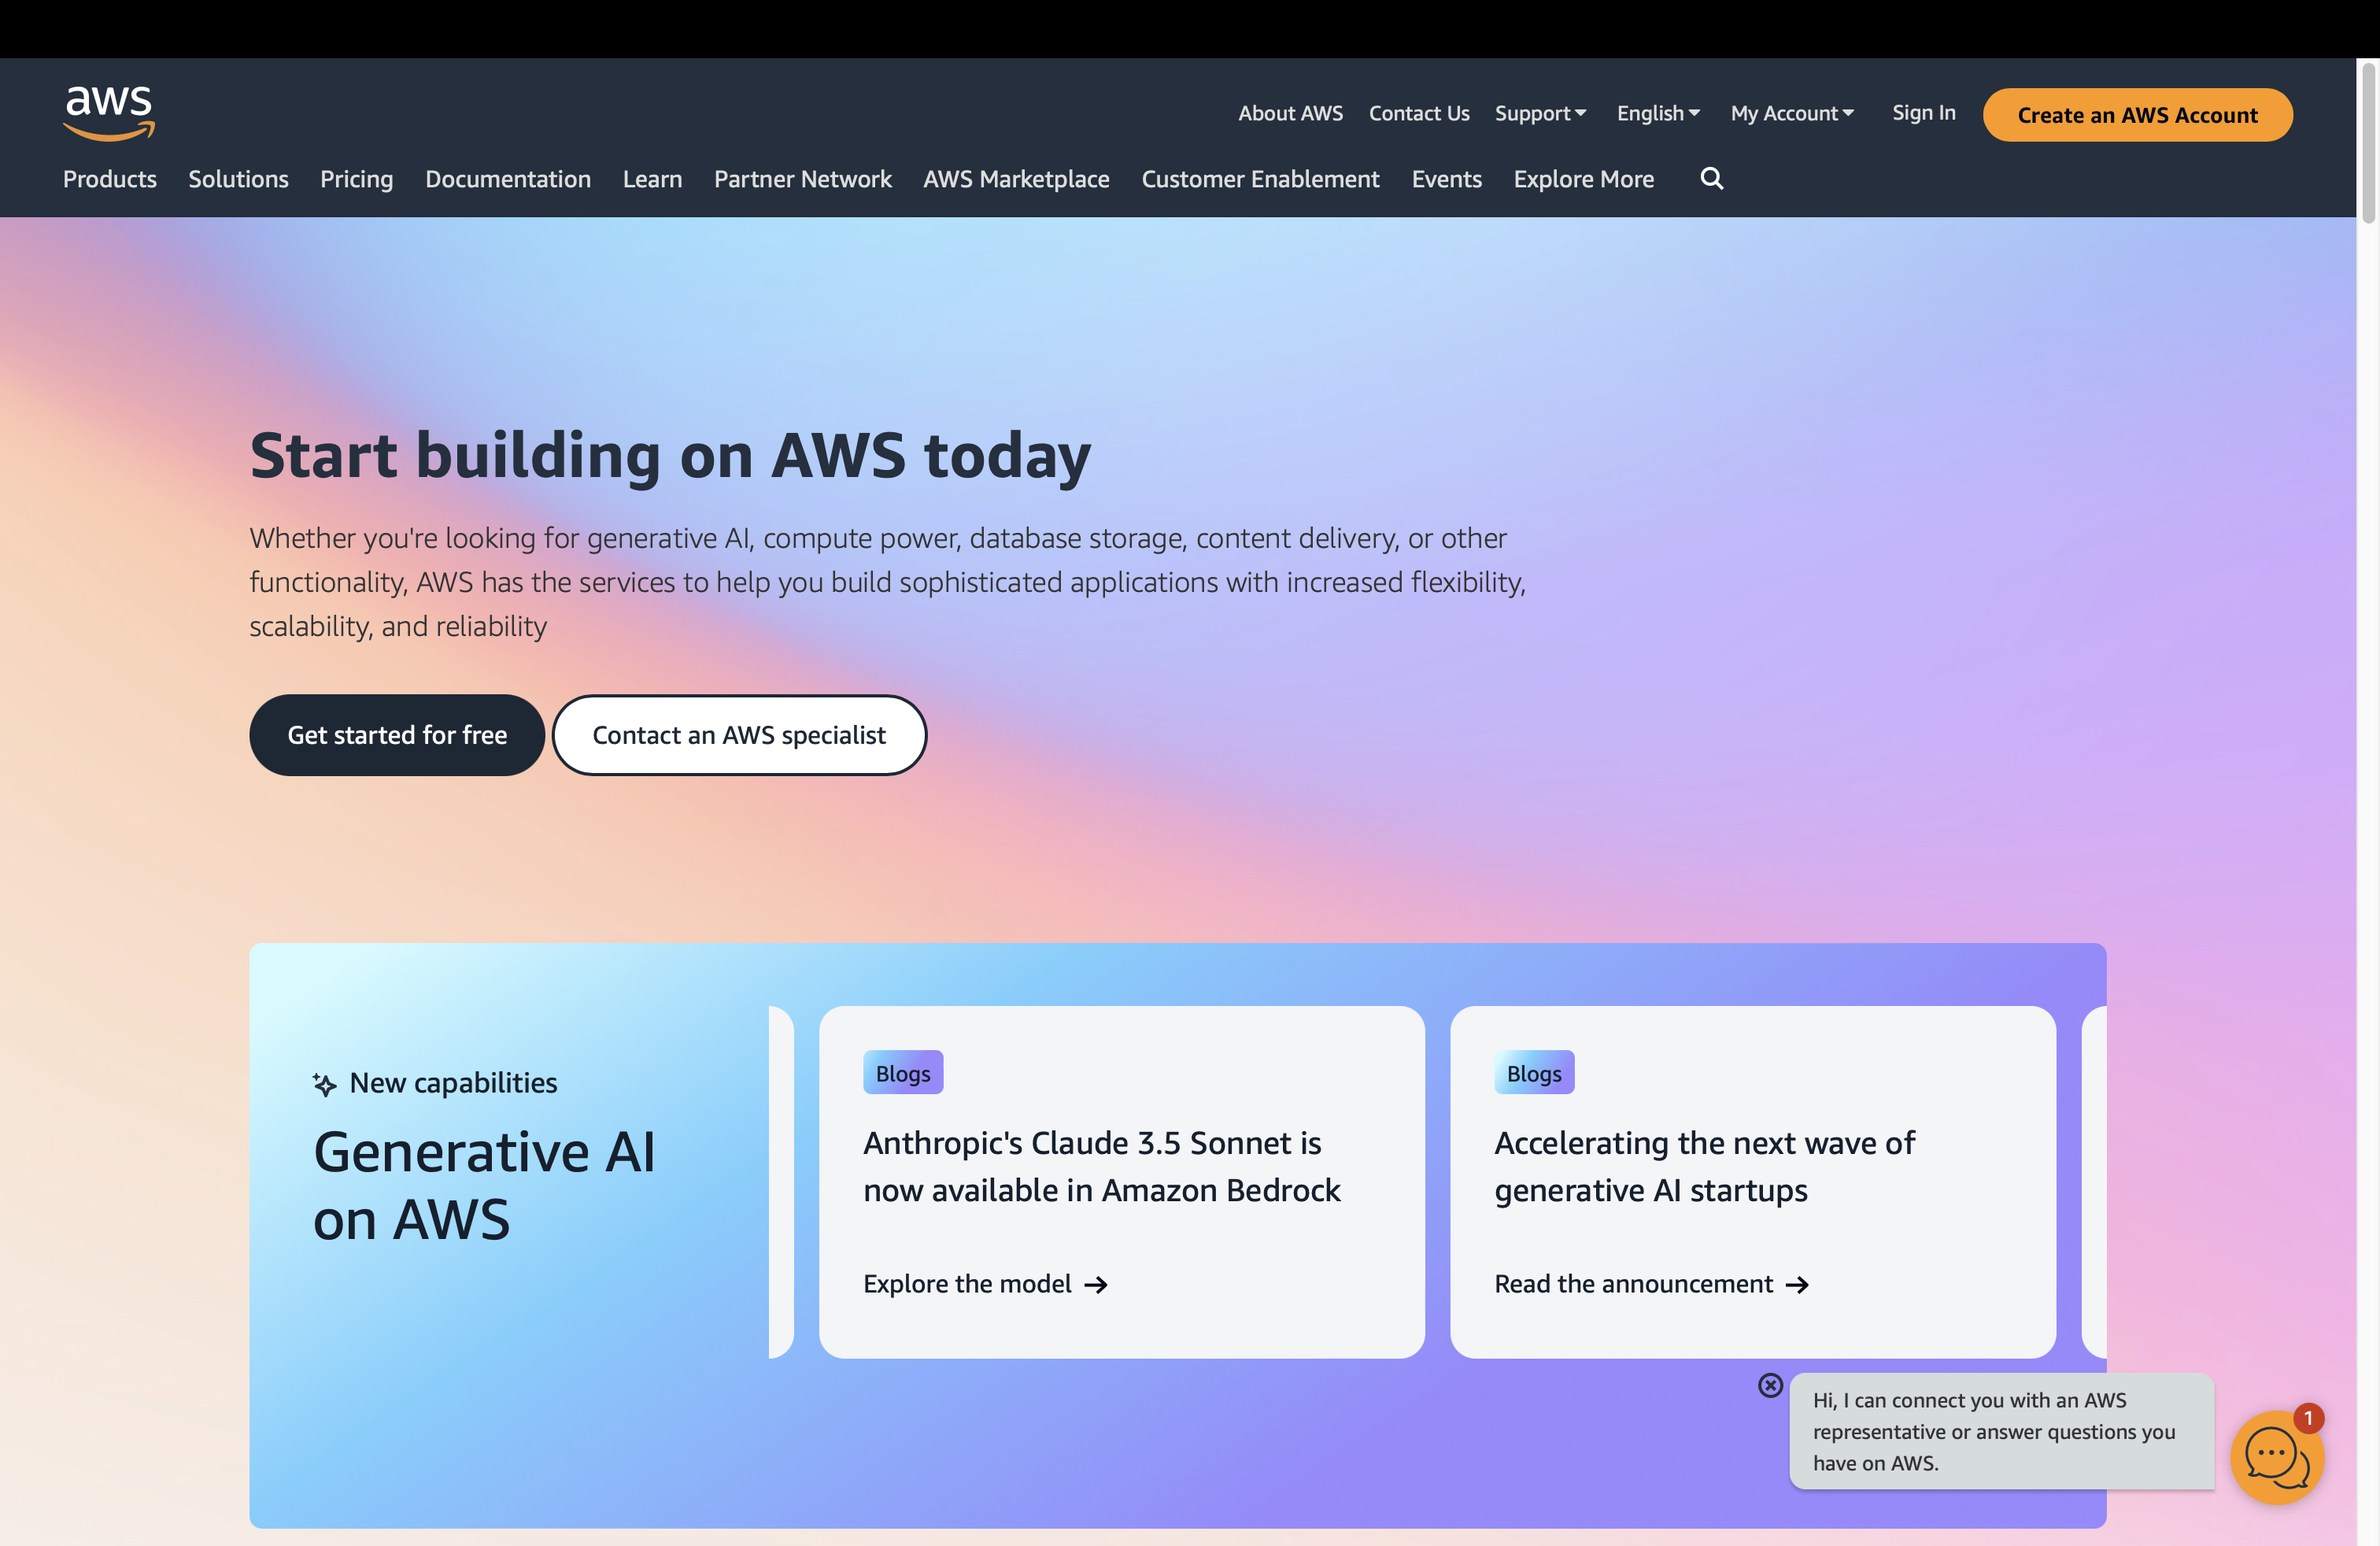 aws
About AWS Contact Us Support English My Account Sign In Create an AWS Account
Products Solutions Pricing Documentation Learn Partner Network AWS Marketplace Customer Enablement Events Explore More
Start building on AWS today
Whether you're looking for generative AI, compute power, database storage, content delivery, or other
functionality, AWS has the services to help you build sophisticated applications with increased flexibility,
scalability, and reliability
Get started for free Contact an AWS specialist
New capabilities
Generative AI
on AWS
Blogs
Anthropic's Claude 3.5 Sonnet is
now available in Amazon Bedrock
Explore the model
Blogs
Accelerating the next wave of
generative AI startups
Read the announcement
Hi, I can connect you with an AWS
representative or answer questions you
have on AWS.
1